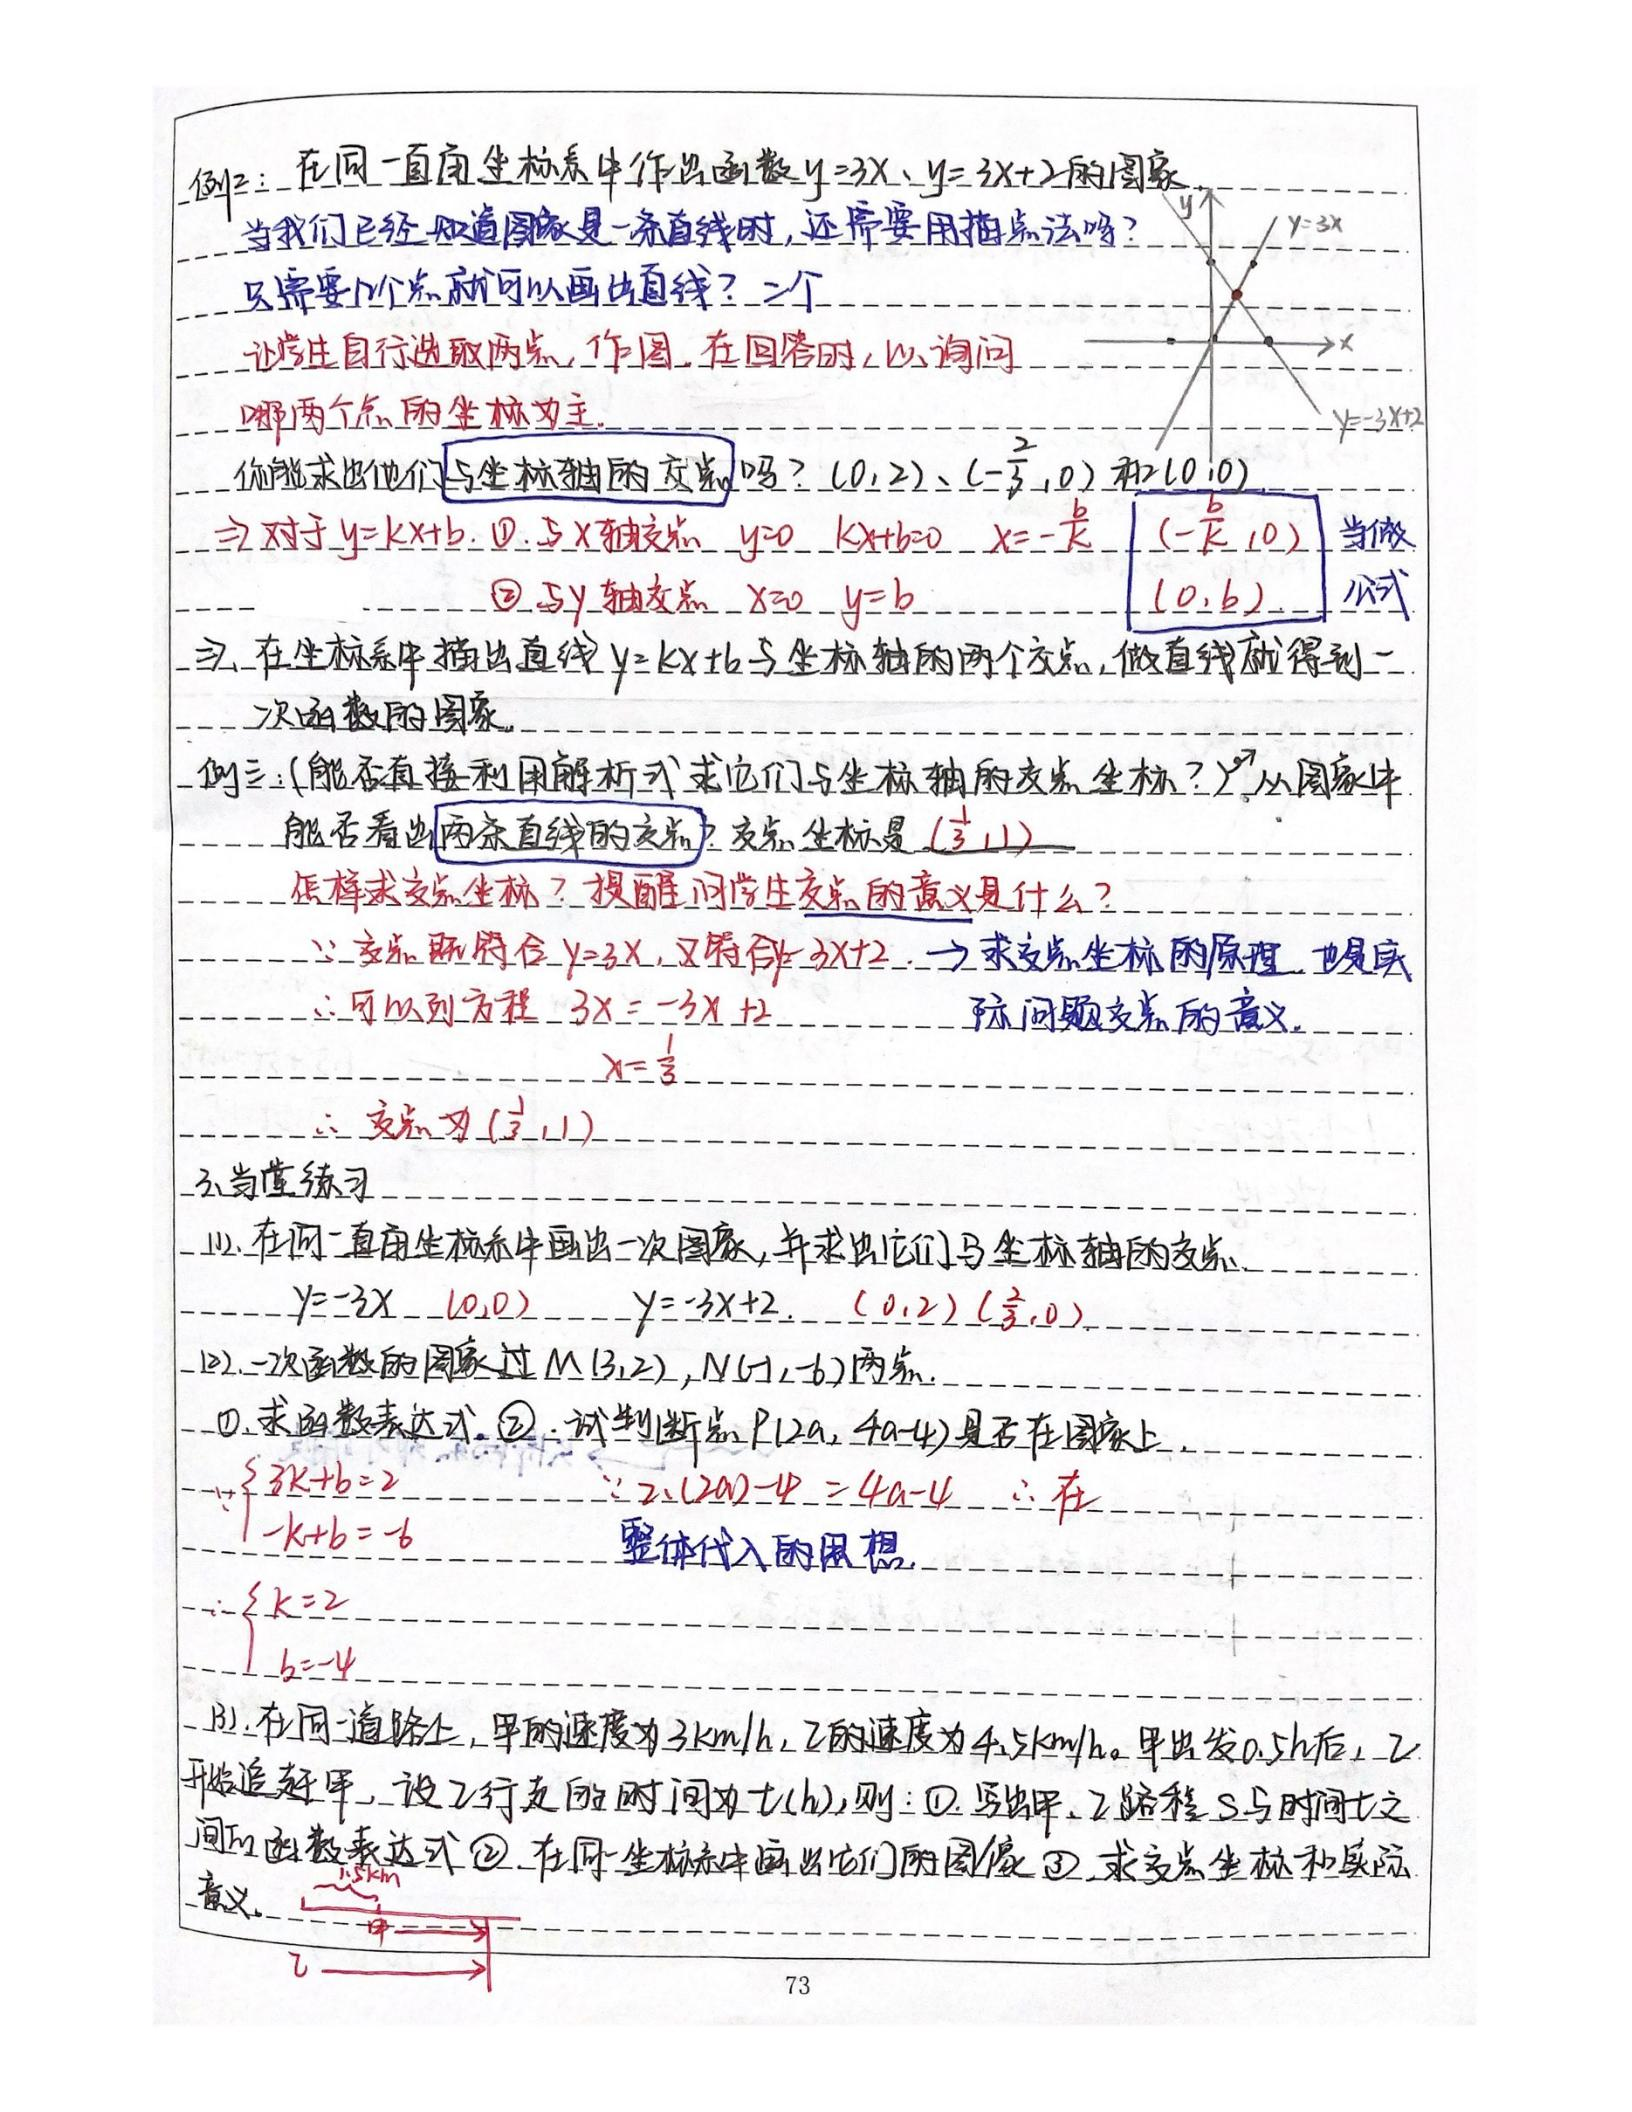 例二：在同一直角坐标系中作出函数y=3x、y=3x+2的图象.
当我们已经知道图象是一条直线时，还需要用描点法吗？
只需要几个点就可以画出直线？二个
让学生自行选取两点，作图，在回答时，以询问
哪两个点的坐标为主.
y
y=3x
x
y=-3x+2
你能求出他们与坐标轴的交点吗？(0,2)、(-2/3,0)和(0,0)
⇒对于y=kx+b. ①.与x轴交点 y=0 kx+b=0 x=-b/k (-b/k,0) 当做
②.与y轴交点 x=0 y=b (0,b) 公式
⇒.在坐标系中描出直线y=kx+b与坐标轴的两个交点，做直线就得到一
次函数的图象.
例三：(能否直接利用解析式求它们与坐标轴的交点坐标？)从图象中
能否看出两条直线的交点？交点坐标是(1/3,1)
怎样求交点坐标？提醒问学生交点的意义是什么？
∵交点既符合y=3x，又符合y=-3x+2. →求交点坐标的原理.也是实
∴可以列方程 3x=-3x+2 际问题交点的意义.
x=1/3
∴交点为(1/3,1)
3.当堂练习
(1).在同一直角坐标系中画出一次图象，并求出它们与坐标轴的交点.
y=-3x (0,0) y=-3x+2. (0,2)(2/3,0)
(2).一次函数的图象过M(3,2),N(-1,-6)两点.
①.求函数表达式.②.试判断点P(2a,4a-4)是否在图象上.
∵{3k+b=2 ∵2·(2a)-4=4a-4 ∴在
-k+b=-6 整体代入的思想.
∴{k=2
b=-4
(3).在同一道路上，甲的速度为3km/h，乙的速度为4.5km/h。甲出发0.5h后，乙
开始追赶甲，设乙行走的时间为t(h),则：①.写出甲、乙路程S与时间t之
间的函数表达式②.在同一坐标系中画出它们的图像③.求交点坐标和实际
意义.
1.5km
甲
乙
73